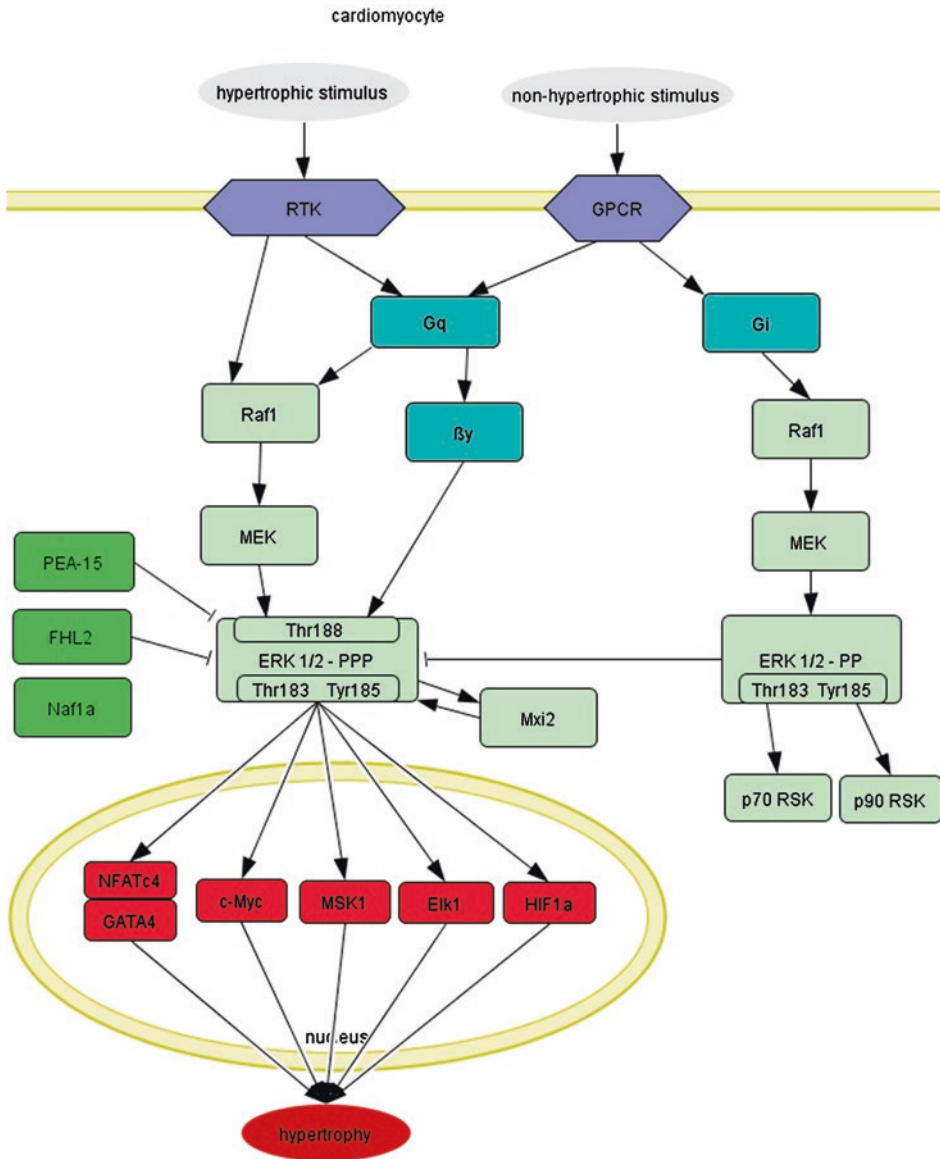 cardiomyocyte
hypertrophic stimulus
non-hypertrophic stimulus
RTK
GPCR
Gq
Gi
Raf1
ßy
Raf1
MEK
MEK
PEA-15
FHL2
Naf1a
Thr188
ERK 1/2 - PPP
Thr183 Tyr185
ERK 1/2 - PP
Thr183 Tyr185
Mxi2
p70 RSK
p90 RSK
NFATc4
GATA4
c-Myc
MSK1
Elk1
HIF1a
nucleus
hypertrophy